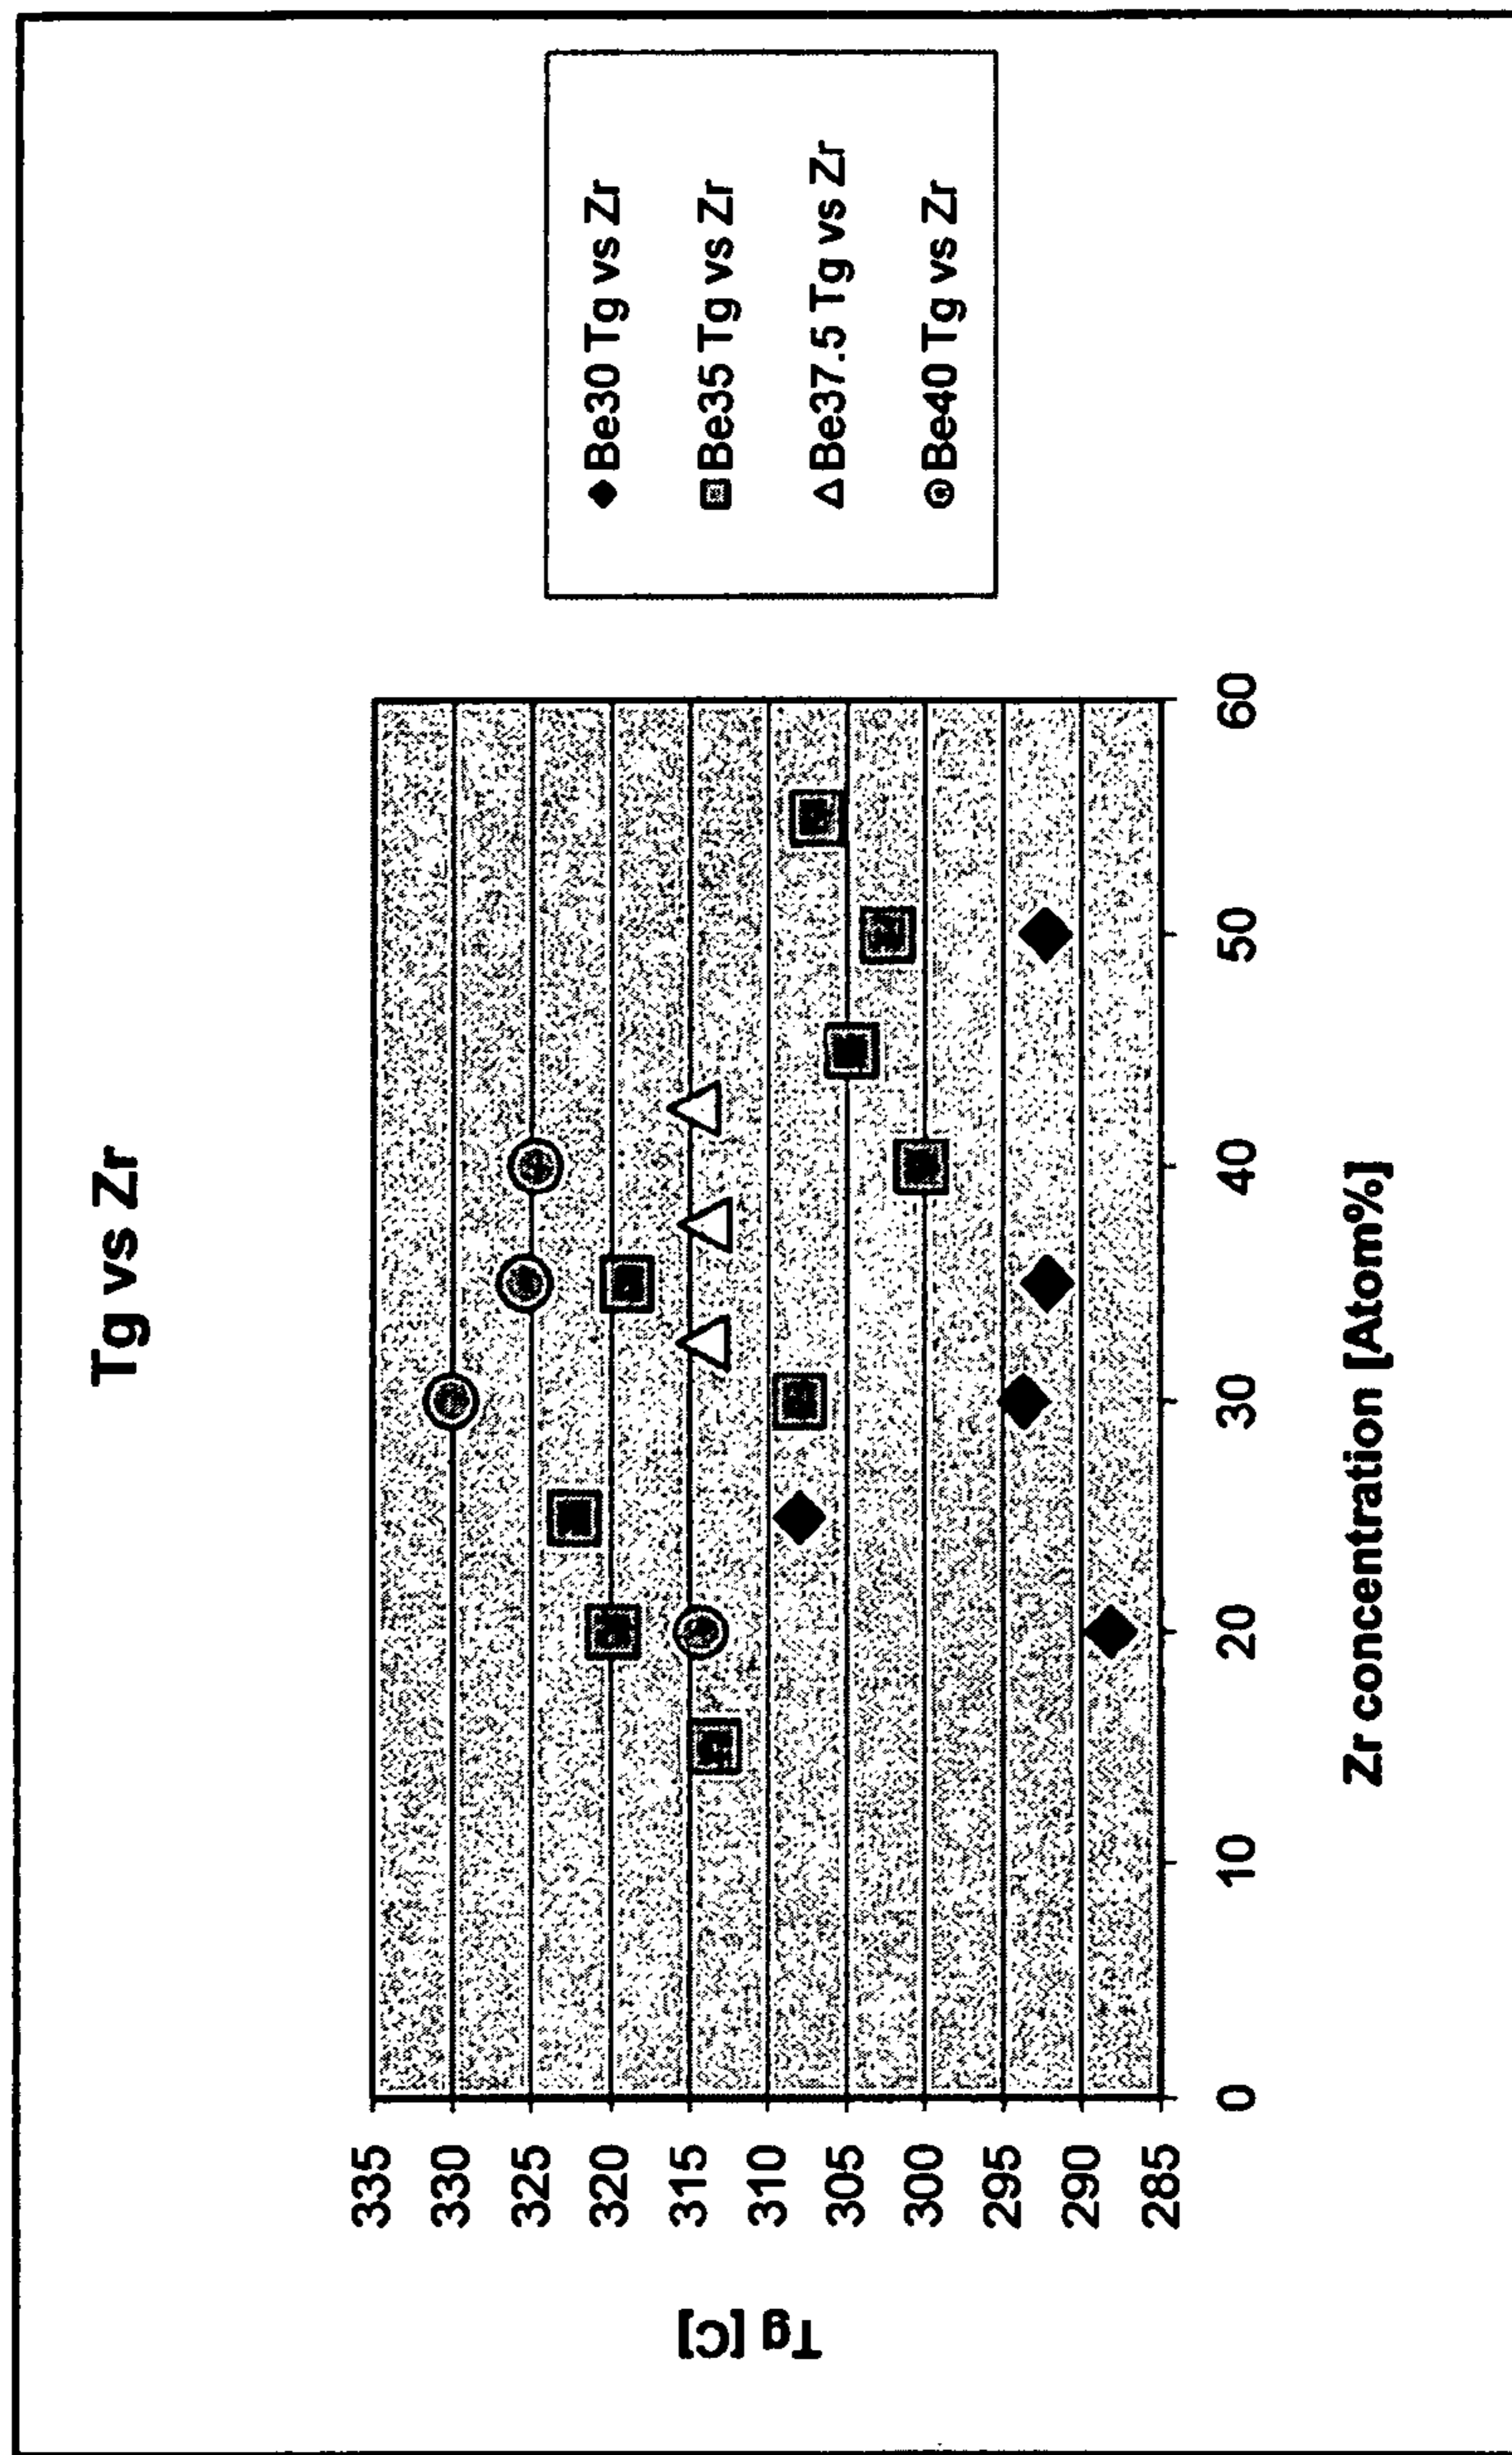 Tg vs Zr
Tg [C]
335
330
325
320
315
310
305
300
295
290
285
0
10
20
30
40
50
60
Zr concentration [Atom%]
Be30 Tg vs Zr
Be35 Tg vs Zr
Be37.5 Tg vs Zr
Be40 Tg vs Zr